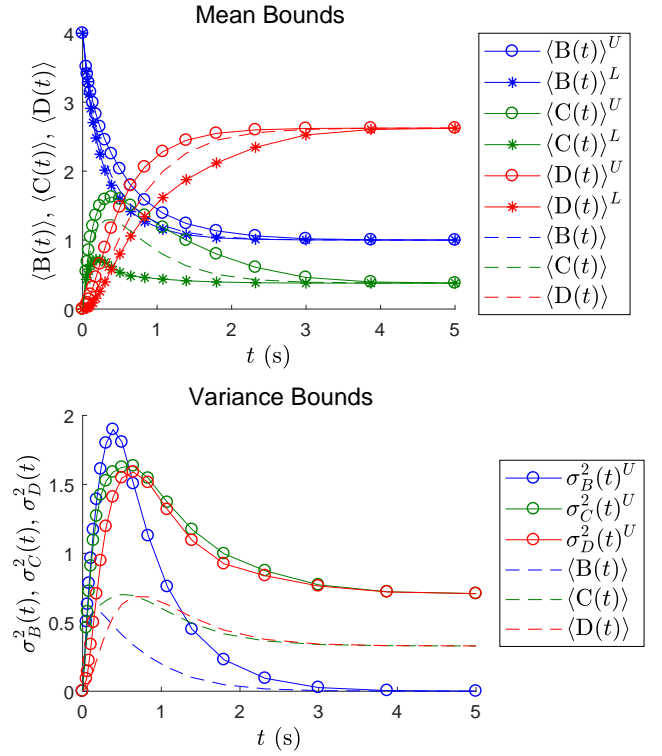 Mean Bounds
⟨B(t)⟩, ⟨C(t)⟩, ⟨D(t)⟩
4
3
2
1
0
0
1
2
3
4
5
t (s)
⟨B(t)⟩^U
⟨B(t)⟩^L
⟨C(t)⟩^U
⟨C(t)⟩^L
⟨D(t)⟩^U
⟨D(t)⟩^L
⟨B(t)⟩
⟨C(t)⟩
⟨D(t)⟩
Variance Bounds
σ_B^2(t), σ_C^2(t), σ_D^2(t)
2
1.5
1
0.5
0
0
1
2
3
4
5
t (s)
σ_B^2(t)^U
σ_C^2(t)^U
σ_D^2(t)^U
⟨B(t)⟩
⟨C(t)⟩
⟨D(t)⟩